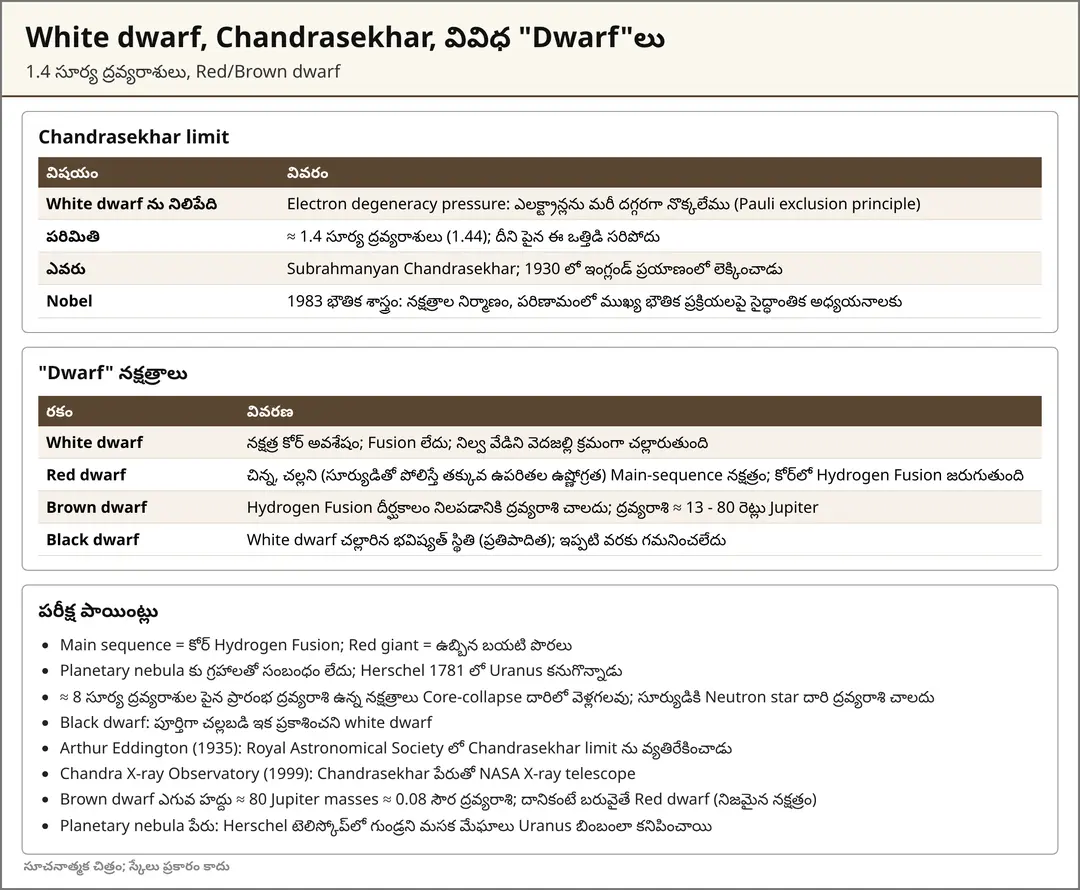 White dwarf, Chandrasekhar, వివిధ "Dwarf"లు
1.4 సూర్య ద్రవ్యరాశులు, Red/Brown dwarf
Chandrasekhar limit
విషయం వివరం
White dwarf ను నిలిపేది Electron degeneracy pressure: ఎలక్ట్రాన్లను మరీ దగ్గరగా నొక్కలేము (Pauli exclusion principle)
పరిమితి ≈ 1.4 సూర్య ద్రవ్యరాశులు (1.44); దీని పైన ఈ ఒత్తిడి సరిపోదు
ఎవరు Subrahmanyan Chandrasekhar; 1930 లో ఇంగ్లండ్ ప్రయాణంలో లెక్కించాడు
Nobel 1983 భౌతిక శాస్త్రం: నక్షత్రాల నిర్మాణం, పరిణామంలో ముఖ్య భౌతిక ప్రక్రియలపై సైద్ధాంతిక అధ్యయనాలకు
"Dwarf" నక్షత్రాలు
రకం వివరణ
White dwarf నక్షత్ర కోర్ అవశేషం; Fusion లేదు; నిల్వ వేడిని వెదజల్లి క్రమంగా చల్లారుతుంది
Red dwarf చిన్న, చల్లని (సూర్యుడితో పోలిస్తే తక్కువ ఉపరితల ఉష్ణోగ్రత) Main-sequence నక్షత్రం; కోర్‌లో Hydrogen Fusion జరుగుతుంది
Brown dwarf Hydrogen Fusion దీర్ఘకాలం నిలపడానికి ద్రవ్యరాశి చాలదు; ద్రవ్యరాశి ≈ 13 - 80 రెట్లు Jupiter
Black dwarf White dwarf చల్లారిన భవిష్యత్ స్థితి (ప్రతిపాదిత); ఇప్పటి వరకు గమనించలేదు
పరీక్ష పాయింట్లు
• Main sequence = కోర్ Hydrogen Fusion; Red giant = ఉబ్బిన బయటి పొరలు
• Planetary nebula కు గ్రహాలతో సంబంధం లేదు; Herschel 1781 లో Uranus కనుగొన్నాడు
• ≈ 8 సూర్య ద్రవ్యరాశుల పైన ప్రారంభ ద్రవ్యరాశి ఉన్న నక్షత్రాలు Core-collapse దారిలో వెళ్లగలవు; సూర్యుడికి Neutron star దారి ద్రవ్యరాశి చాలదు
• Black dwarf: పూర్తిగా చల్లబడి ఇక ప్రకాశించని white dwarf
• Arthur Eddington (1935): Royal Astronomical Society లో Chandrasekhar limit ను వ్యతిరేకించాడు
• Chandra X-ray Observatory (1999): Chandrasekhar పేరుతో NASA X-ray telescope
• Brown dwarf ఎగువ హద్దు ≈ 80 Jupiter masses ≈ 0.08 సౌర ద్రవ్యరాశి; దానికంటే బరువైతే Red dwarf (నిజమైన నక్షత్రం)
• Planetary nebula పేరు: Herschel టెలిస్కోప్‌లో గుండ్రని మసక మేఘాలు Uranus బింబంలా కనిపించాయి
సూచనాత్మక చిత్రం; స్కేలు ప్రకారం కాదు